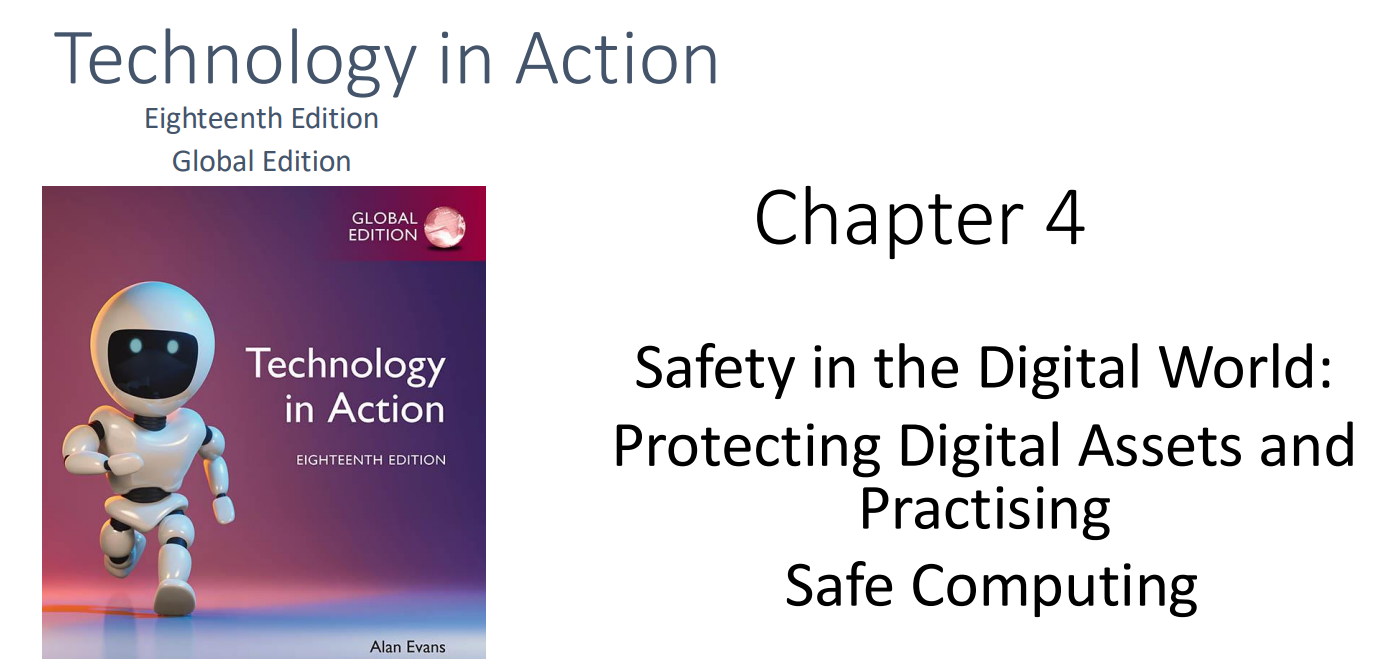 Technology in Action
Eighteenth Edition
Global Edition
GLOBAL
EDITION
Technology
in Action
EIGHTEENTH EDITION
Alan Evans
Chapter 4
Safety in the Digital World:
Protecting Digital Assets and
Practising
Safe Computing